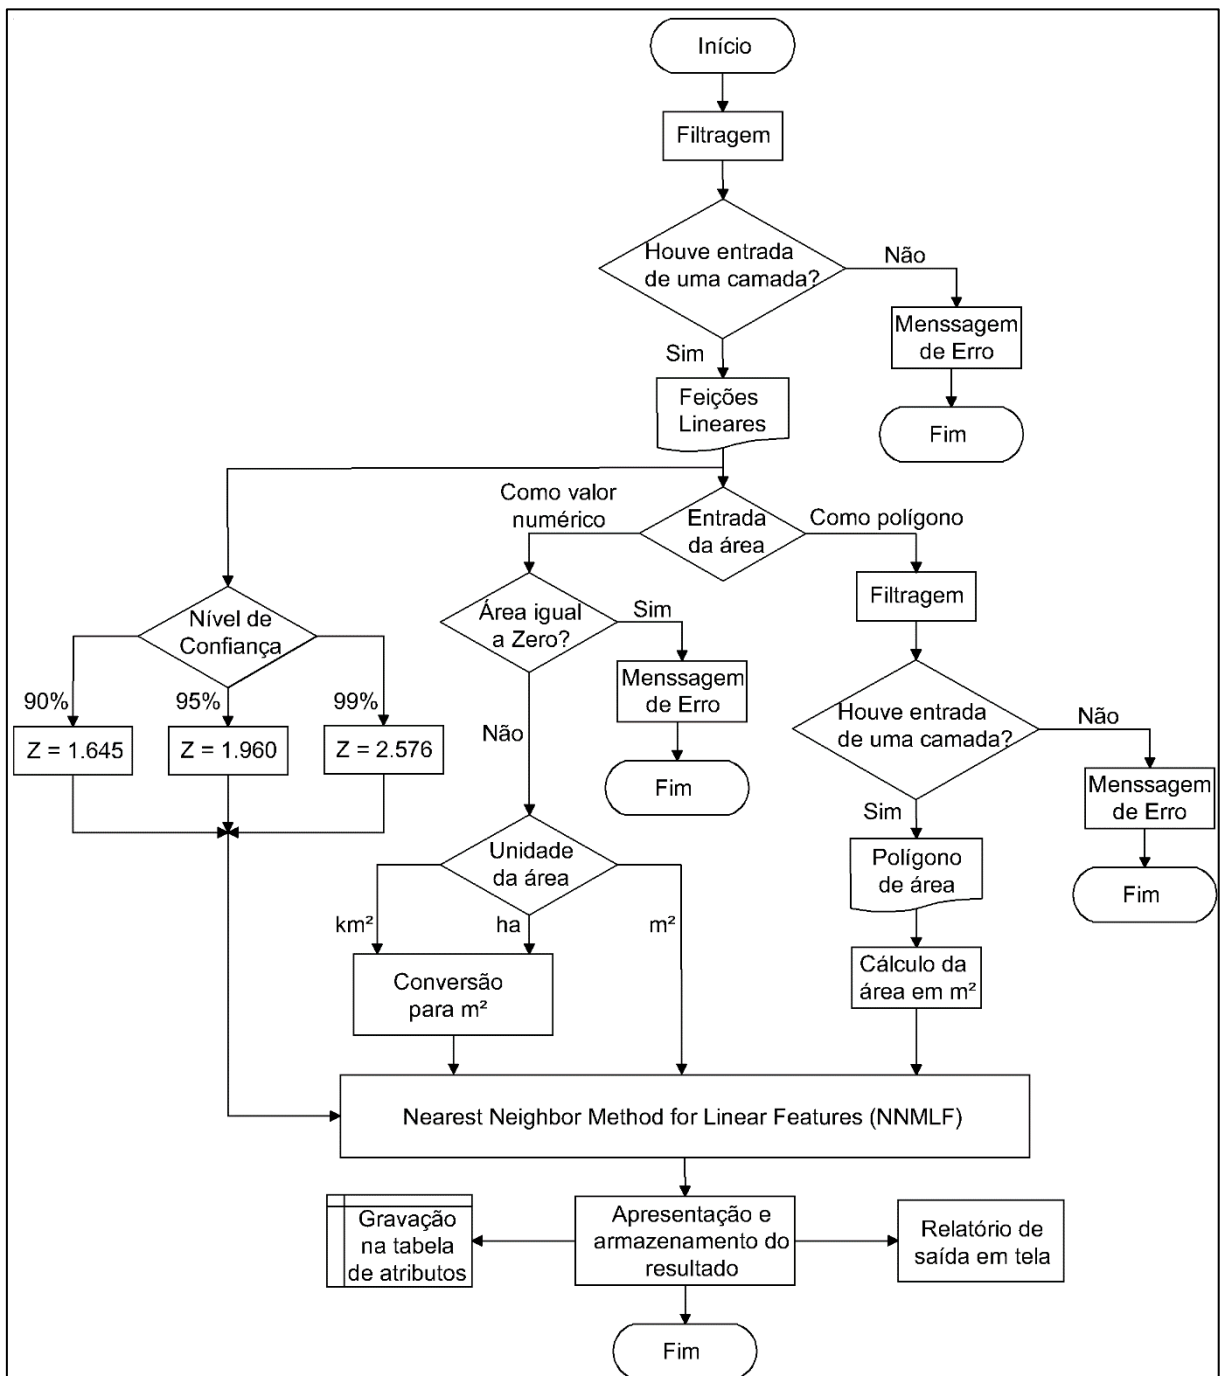 Início
Filtragem
Houve entrada
de uma camada?
Não
Menssagem
de Erro
Fim
Sim
Feições
Lineares
Como valor
numérico
Entrada
da área
Como polígono
Nível de
Confiança
90%
95%
99%
Z = 1.645
Z = 1.960
Z = 2.576
Área igual
a Zero?
Sim
Menssagem
de Erro
Fim
Não
Unidade
da área
km²
ha
m²
Conversão
para m²
Filtragem
Houve entrada
de uma camada?
Não
Menssagem
de Erro
Fim
Sim
Polígono
de área
Cálculo da
área em m²
Nearest Neighbor Method for Linear Features (NNMLF)
Gravação
na tabela
de atributos
Apresentação e
armazenamento do
resultado
Relatório de
saída em tela
Fim